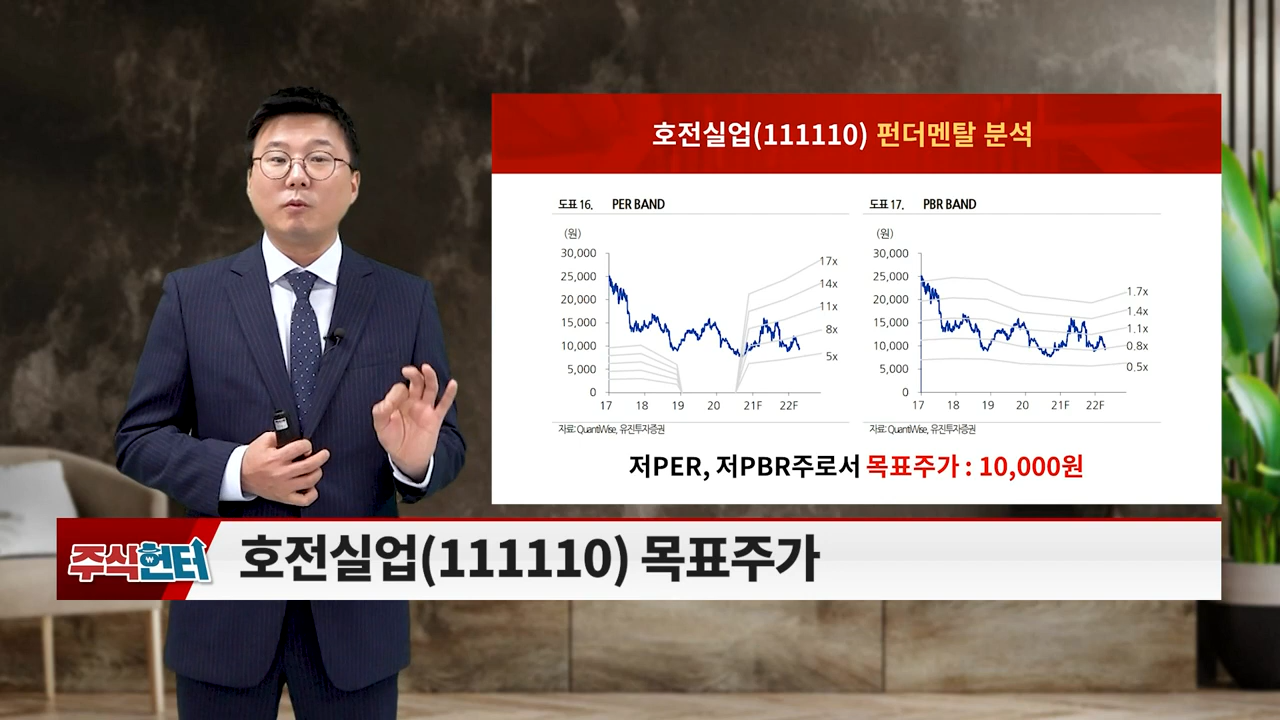 호전실업(111110) 펀더멘탈 분석
도표 16. PER BAND
(원)
30,000
25,000
20,000
15,000
10,000
5,000
0
17x
14x
11x
8x
5x
17 18 19 20 21F 22F
자료: QuantiWise, 유진투자증권
도표 17. PBR BAND
(원)
30,000
25,000
20,000
15,000
10,000
5,000
0
1.7x
1.4x
1.1x
0.8x
0.5x
17 18 19 20 21F 22F
자료: QuantiWise, 유진투자증권
저PER, 저PBR주로서 목표주가 : 10,000원
주식헌터
호전실업(111110) 목표주가